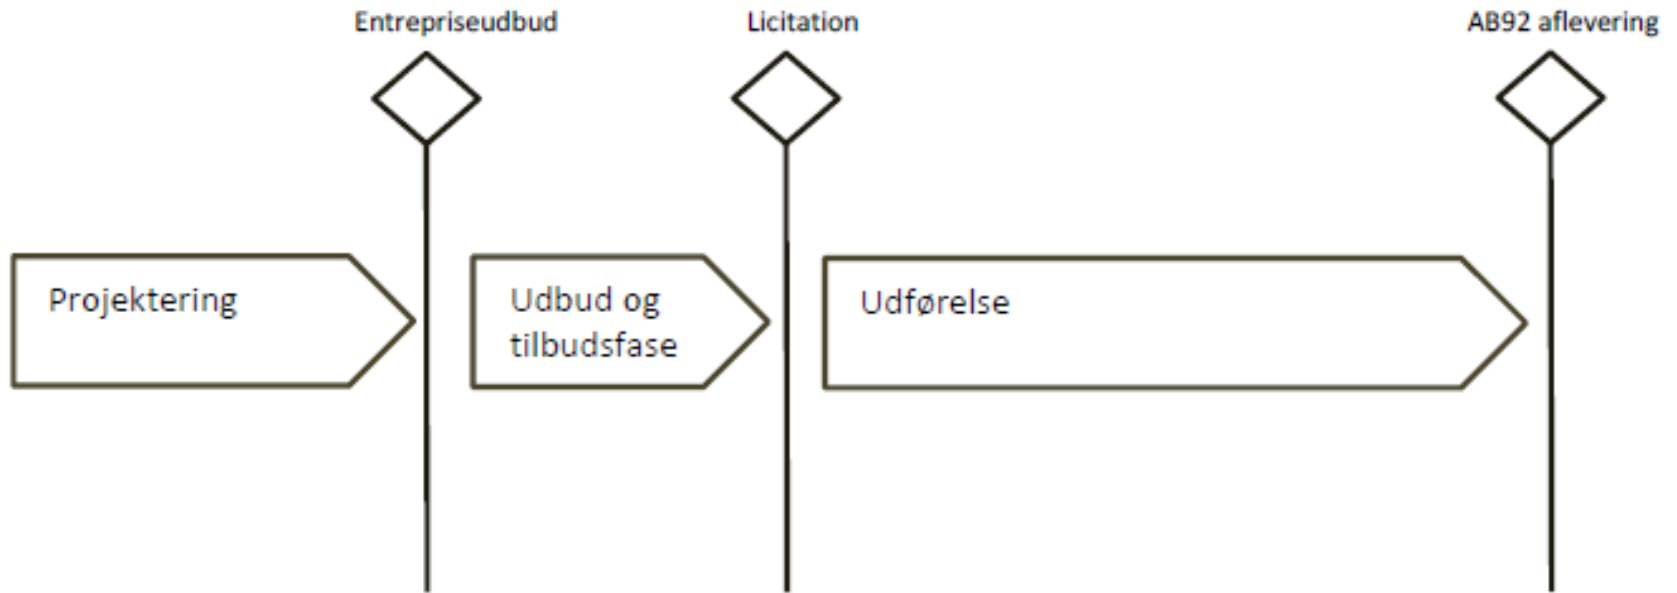 Entrepriseudbud
Licitation
AB92 aflevering
Projektering
Udbud og
tilbudsfase
Udførelse